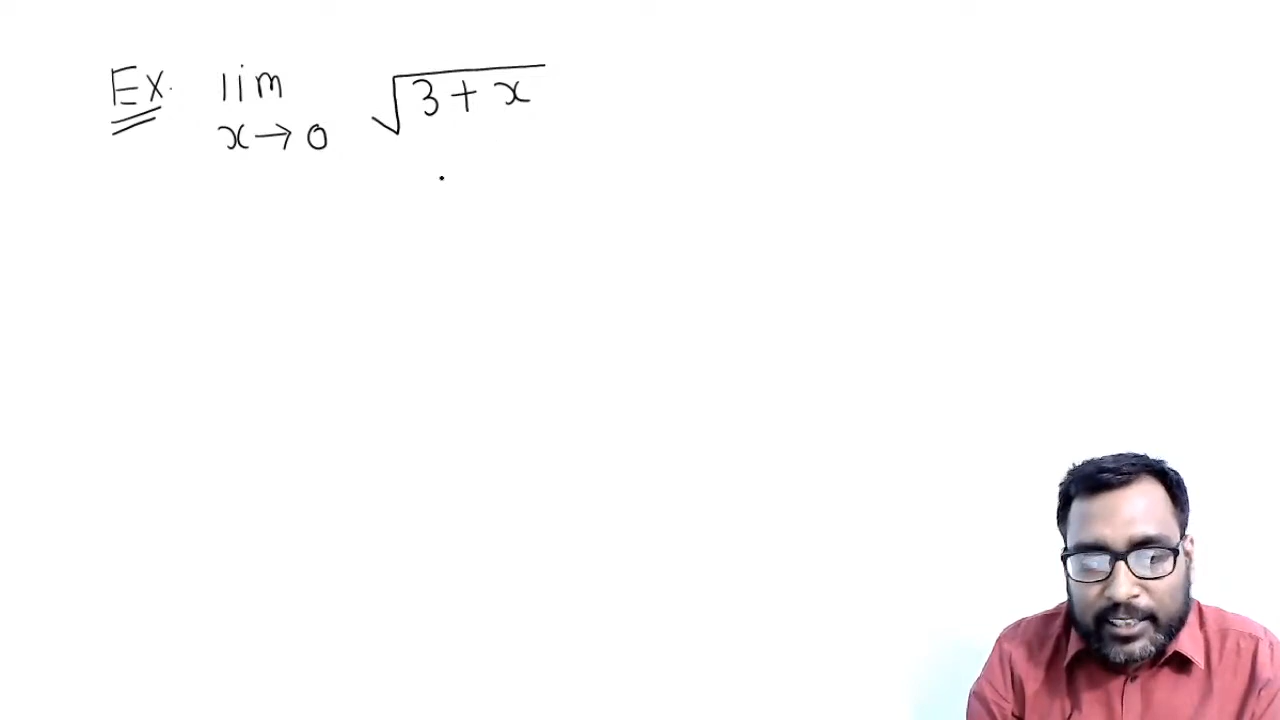 Ex. lim √(3 + x)
x → 0